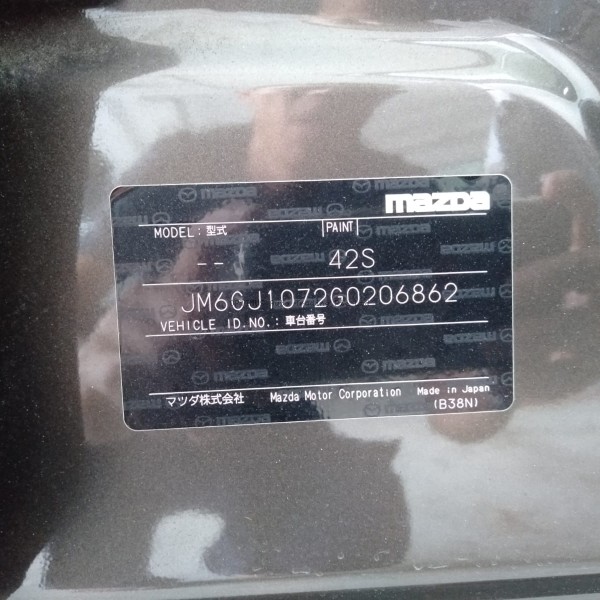 mazda
MODEL: 型式 PAINT
-- 42S
JM6GJ1072G0206862
VEHICLE ID.NO.: 車台番号
マツダ株式会社 Mazda Motor Corporation Made in Japan
(B38N)